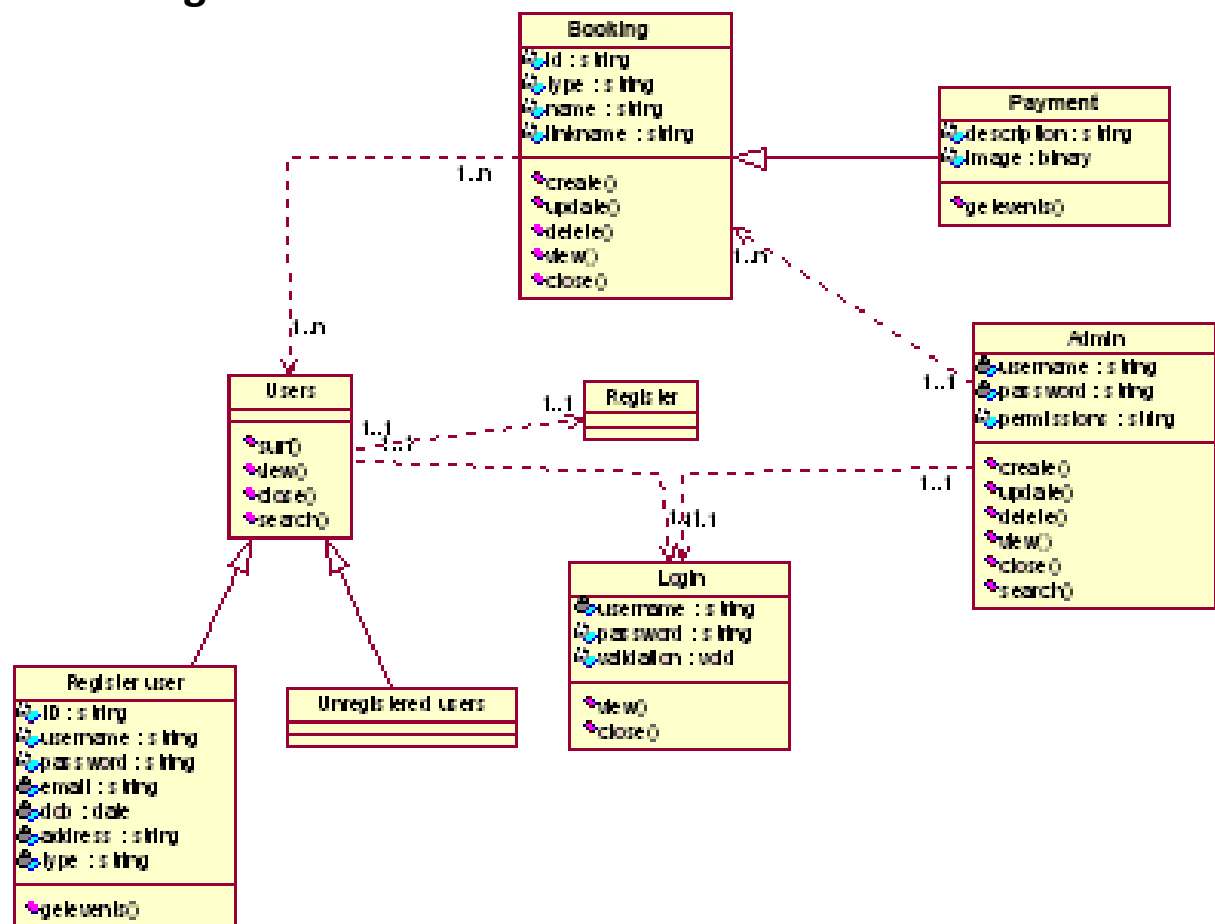 Booking
id : string
type : string
name : string
linkname : string
create()
update()
delete()
view()
close()
Payment
description : string
image : binary
getevents()
1..n
1..n
1..n
Admin
username : string
password : string
permissions : string
create()
update()
delete()
view()
close()
search()
1..1
1..1
Users
surf()
view()
close()
search()
1..1
1..1
1..1
Register
1..1
Login
username : string
password : string
validation : void
view()
close()
Register user
ID : string
username : string
password : string
email : string
dob : date
address : string
type : string
getevents()
Unregistered users